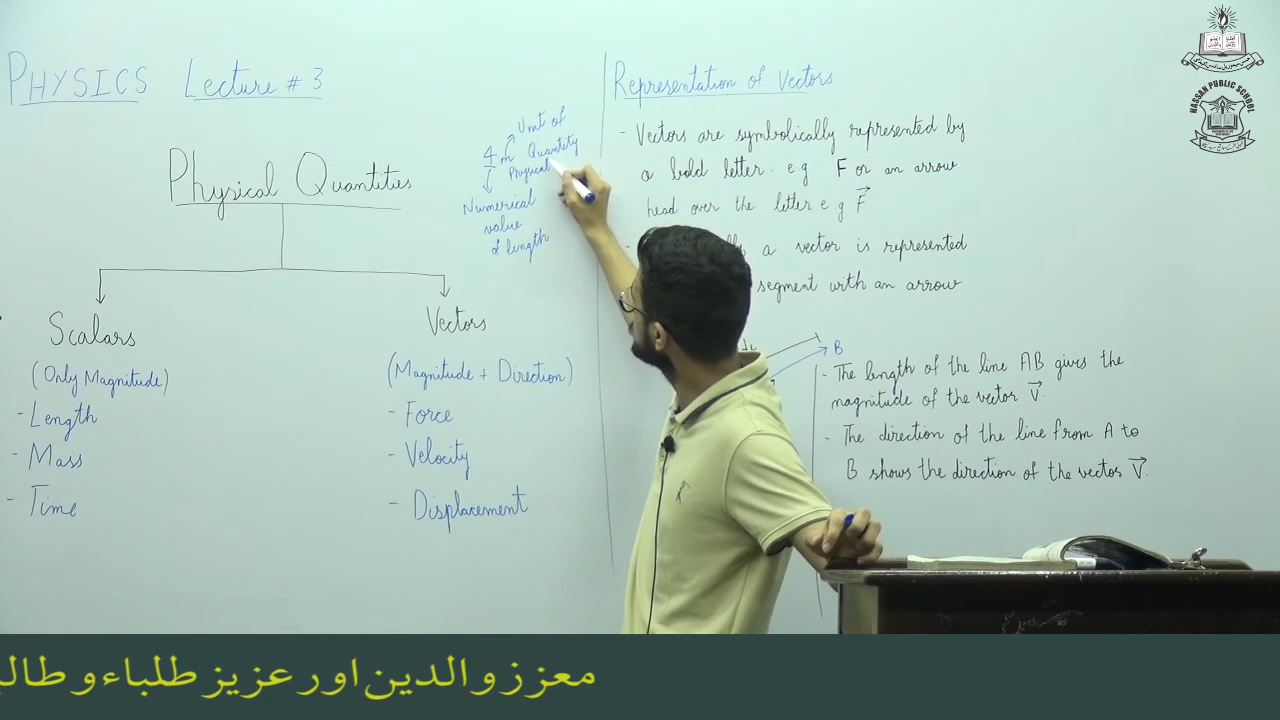 PHYSICS Lecture # 3
Physical Quantities
Scalars
(Only Magnitude)
- Length
- Mass
- Time
Vectors
(Magnitude + Direction)
- Force
- Velocity
- Displacement
Unit of
4 m Quantity
Physical
Numerical
value
of length
Representation of Vectors
- Vectors are symbolically represented by
a bold letter. e.g F or an arrow
head over the letter e.g F⃗
a vector is represented
segment with an arrow
B
- The length of the line AB gives the
magnitude of the vector V⃗.
- The direction of the line from A to
B shows the direction of the vector V⃗.
HASSAN PUBLIC SCHOOL
معزز والدین اور عزیز طلباء و طالب